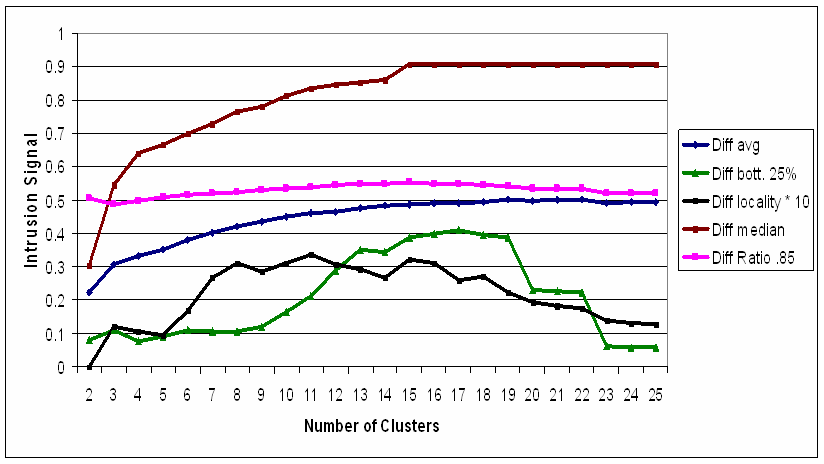 1
0.9
0.8
0.7
0.6
0.5
0.4
0.3
0.2
0.1
0
Intrusion Signal
2 3 4 5 6 7 8 9 10 11 12 13 14 15 16 17 18 19 20 21 22 23 24 25
Number of Clusters
Diff avg
Diff bott. 25%
Diff locality * 10
Diff median
Diff Ratio .85